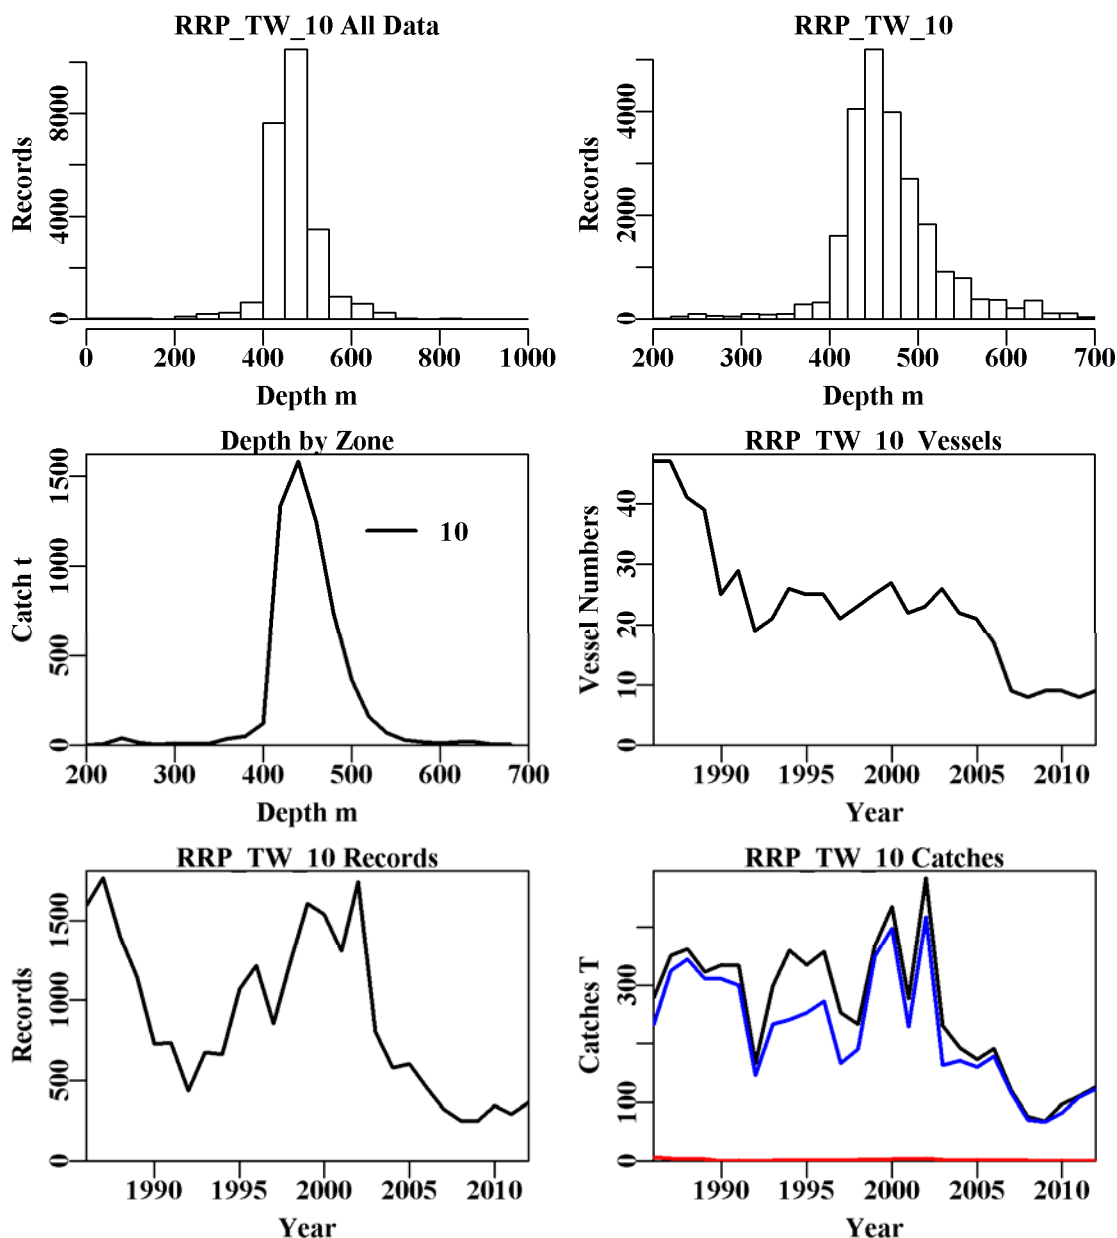 RRP_TW_10 All Data
Records
0 4000 8000
0 200 400 600 800 1000
Depth m
RRP_TW_10
Records
0 2000 4000
200 300 400 500 600 700
Depth m
Depth by Zone
Catch t
0 500 1000 1500
10
200 300 400 500 600 700
Depth m
RRP_TW_10_Vessels
Vessel Numbers
0 10 20 30 40
1990 1995 2000 2005 2010
Year
RRP_TW_10 Records
Records
0 500 1000 1500
1990 1995 2000 2005 2010
Year
RRP_TW_10 Catches
Catches T
0 100 300
1990 1995 2000 2005 2010
Year